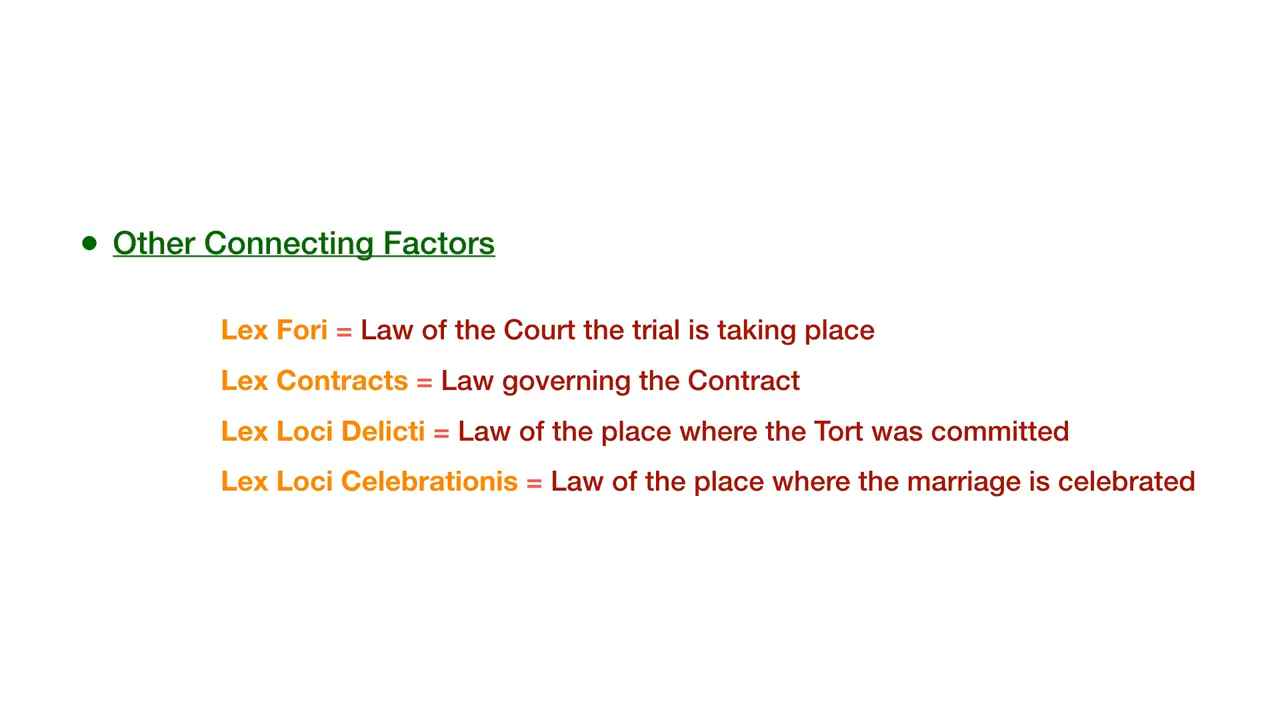 • Other Connecting Factors
Lex Fori = Law of the Court the trial is taking place
Lex Contracts = Law governing the Contract
Lex Loci Delicti = Law of the place where the Tort was committed
Lex Loci Celebrationis = Law of the place where the marriage is celebrated